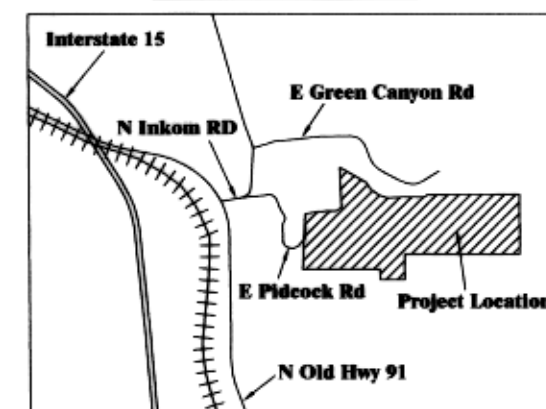 Interstate 15
E Green Canyon Rd
N Inkom RD
E Pidcock Rd
Project Location
N Old Hwy 91